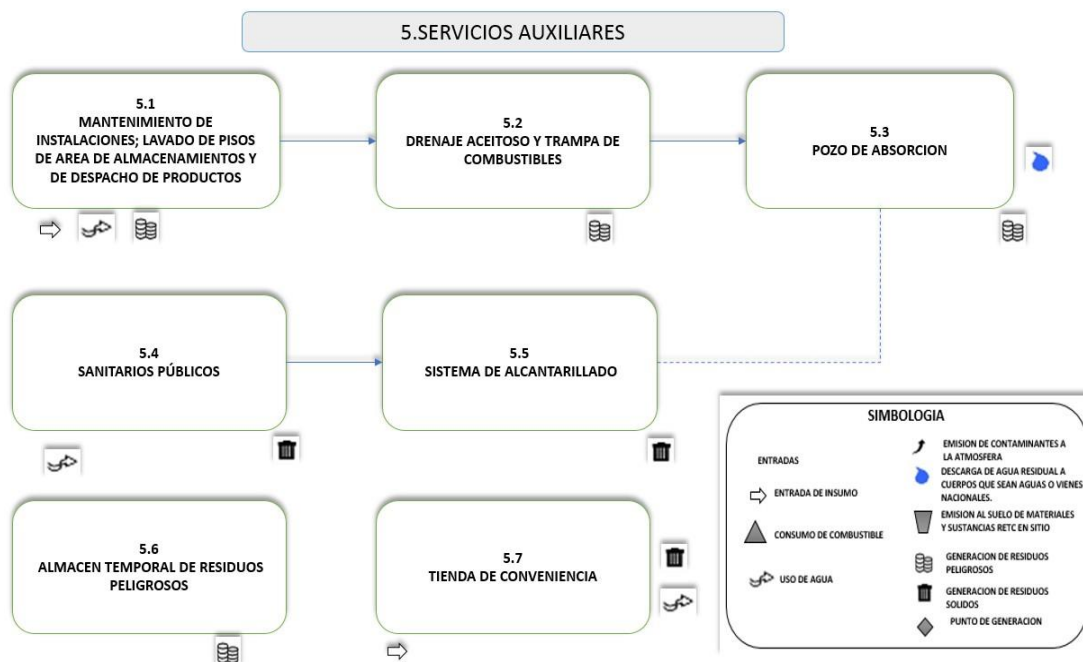 5.SERVICIOS AUXILIARES
5.1
MANTENIMIENTO DE
INSTALACIONES; LAVADO DE PISOS
DE AREA DE ALMACENAMIENTOS Y
DE DESPACHO DE PRODUCTOS
5.2
DRENAJE ACEITOSO Y TRAMPA DE
COMBUSTIBLES
5.3
POZO DE ABSORCION
5.4
SANITARIOS PÚBLICOS
5.5
SISTEMA DE ALCANTARILLADO
5.6
ALMACEN TEMPORAL DE RESIDUOS
PELIGROSOS
5.7
TIENDA DE CONVENIENCIA
SIMBOLOGIA
ENTRADAS
ENTRADA DE INSUMO
CONSUMO DE COMBUSTIBLE
USO DE AGUA
EMISION DE CONTAMINANTES A
LA ATMOSFERA
DESCARGA DE AGUA RESIDUAL A
CUERPOS QUE SEAN AGUAS O VIENES
NACIONALES.
EMISION AL SUELO DE MATERIALES
Y SUSTANCIAS RETC EN SITIO
GENERACION DE RESIDUOS
PELIGROSOS
GENERACION DE RESIDUOS
SOLIDOS
PUNTO DE GENERACION